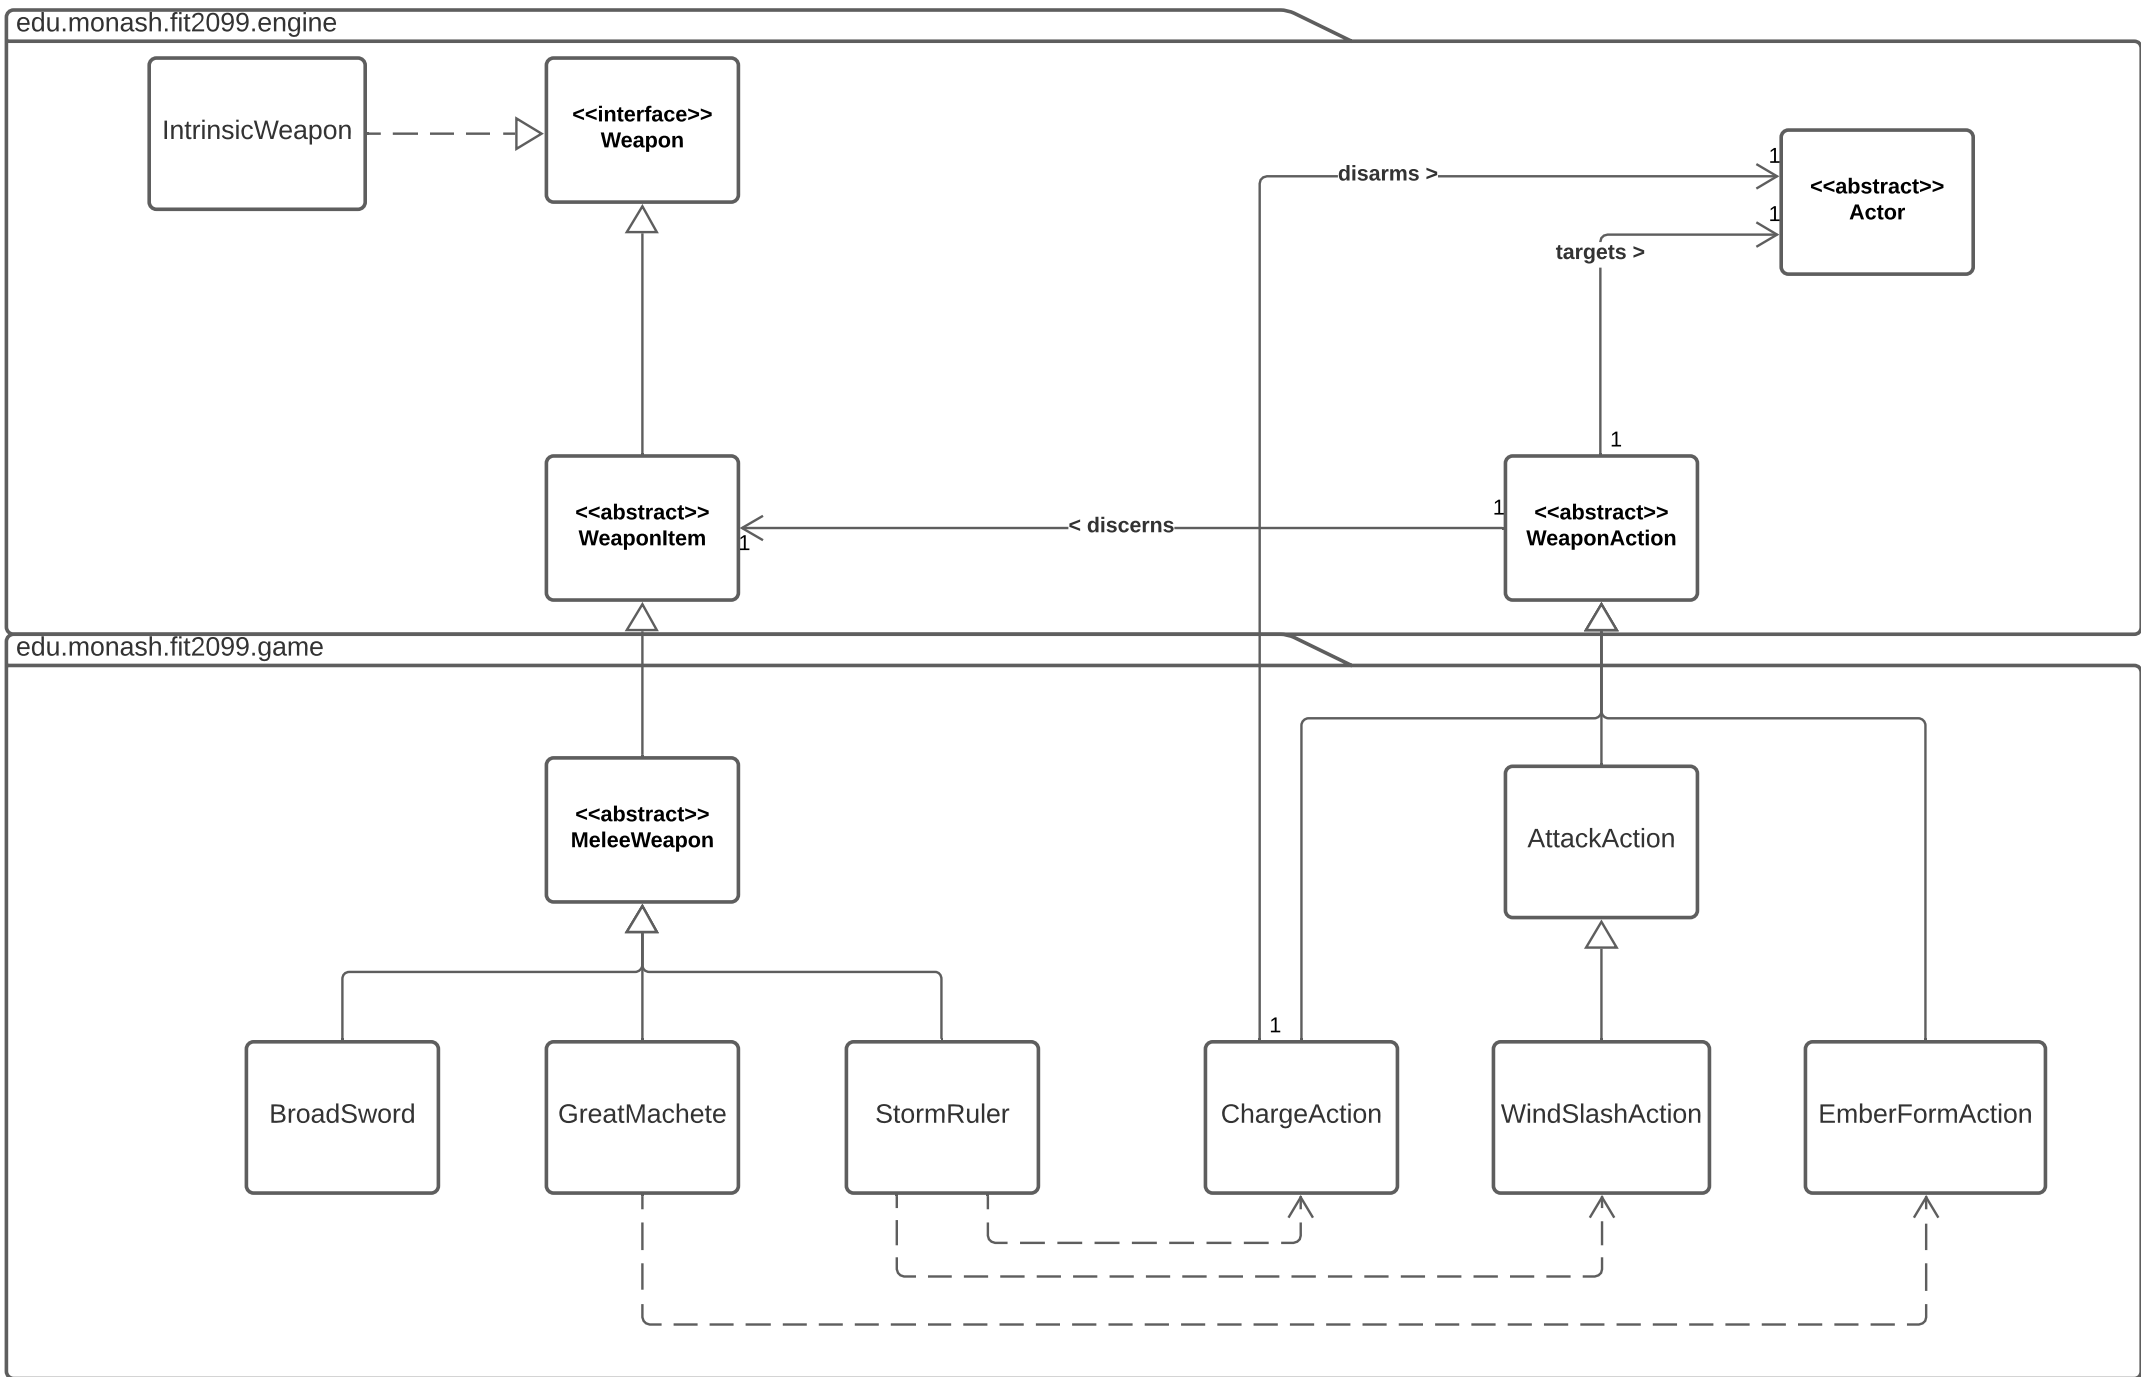 edu.monash.fit2099.engine
IntrinsicWeapon
<<interface>>
Weapon
1
disarms >
<<abstract>>
Actor
1
targets >
1
<<abstract>>
WeaponItem
1
< discerns
1
<<abstract>>
WeaponAction
edu.monash.fit2099.game
<<abstract>>
MeleeWeapon
AttackAction
1
BroadSword
GreatMachete
StormRuler
ChargeAction
WindSlashAction
EmberFormAction